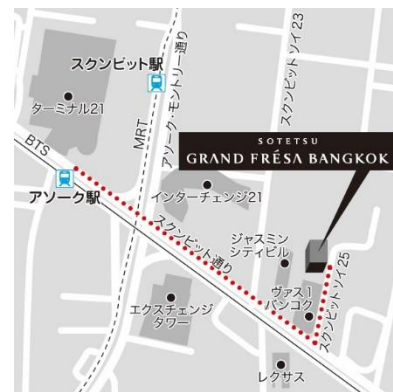 スクンビット駅
ターミナル21
BTS
アソーク駅
MRT
アソーク・モントリー通り
スクンビットソイ 23
SOTETSU
GRAND FRÉSA BANGKOK
インターチェンジ21
スクンビット通り
ジャスミン
シティビル
ヴァス1
バンコク
スクンビットソイ 25
エクスチェンジ
タワー
レクサス